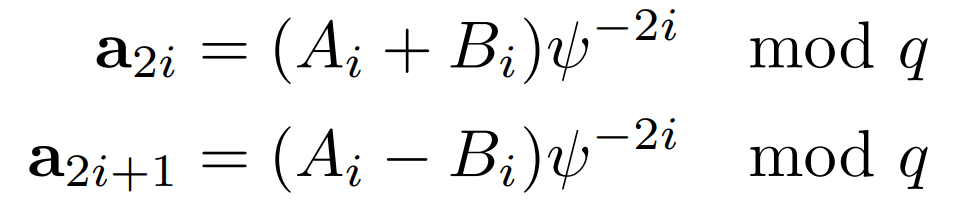 𝐚_{2i} = (A_i + B_i)ψ^{−2i} mod q
𝐚_{2i+1} = (A_i − B_i)ψ^{−2i} mod q